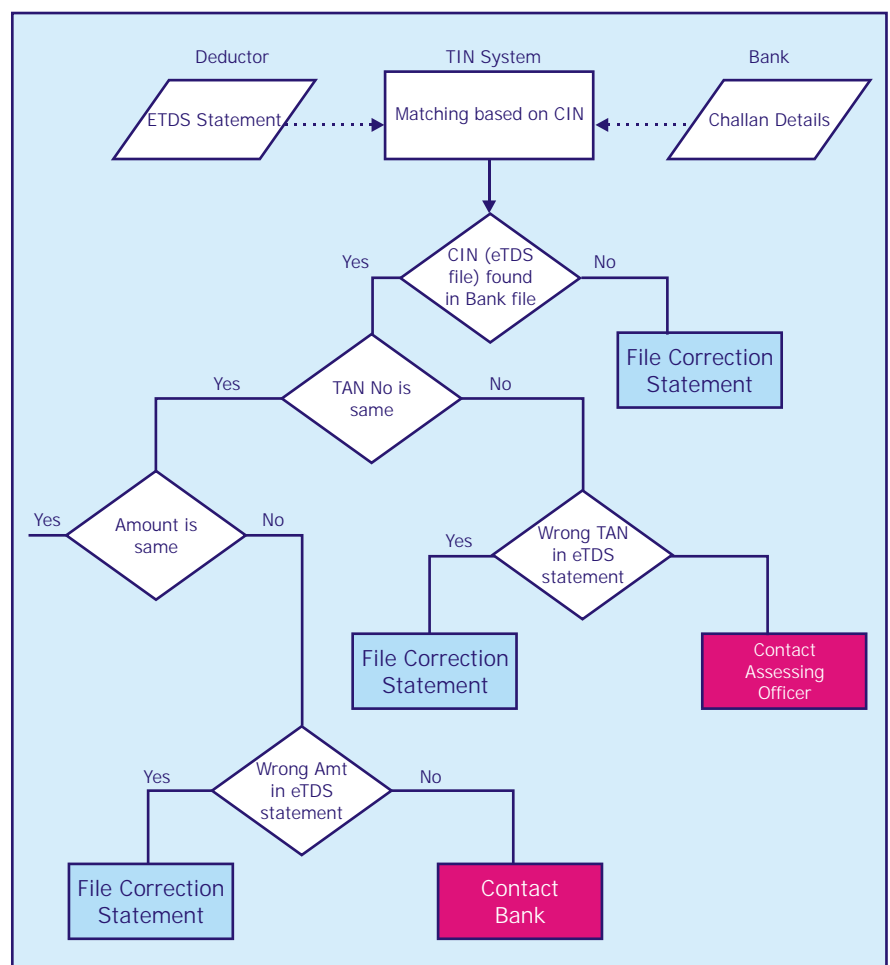 Deductor
TIN System
Bank
ETDS Statement
Matching based on CIN
Challan Details
CIN (eTDS
file) found
in Bank file
Yes
No
File Correction
Statement
TAN No is
same
Yes
No
Amount is
same
Yes
No
Wrong TAN
in eTDS
statement
Yes
File Correction
Statement
Contact
Assessing
Officer
Wrong Amt
in eTDS
statement
Yes
No
File Correction
Statement
Contact
Bank